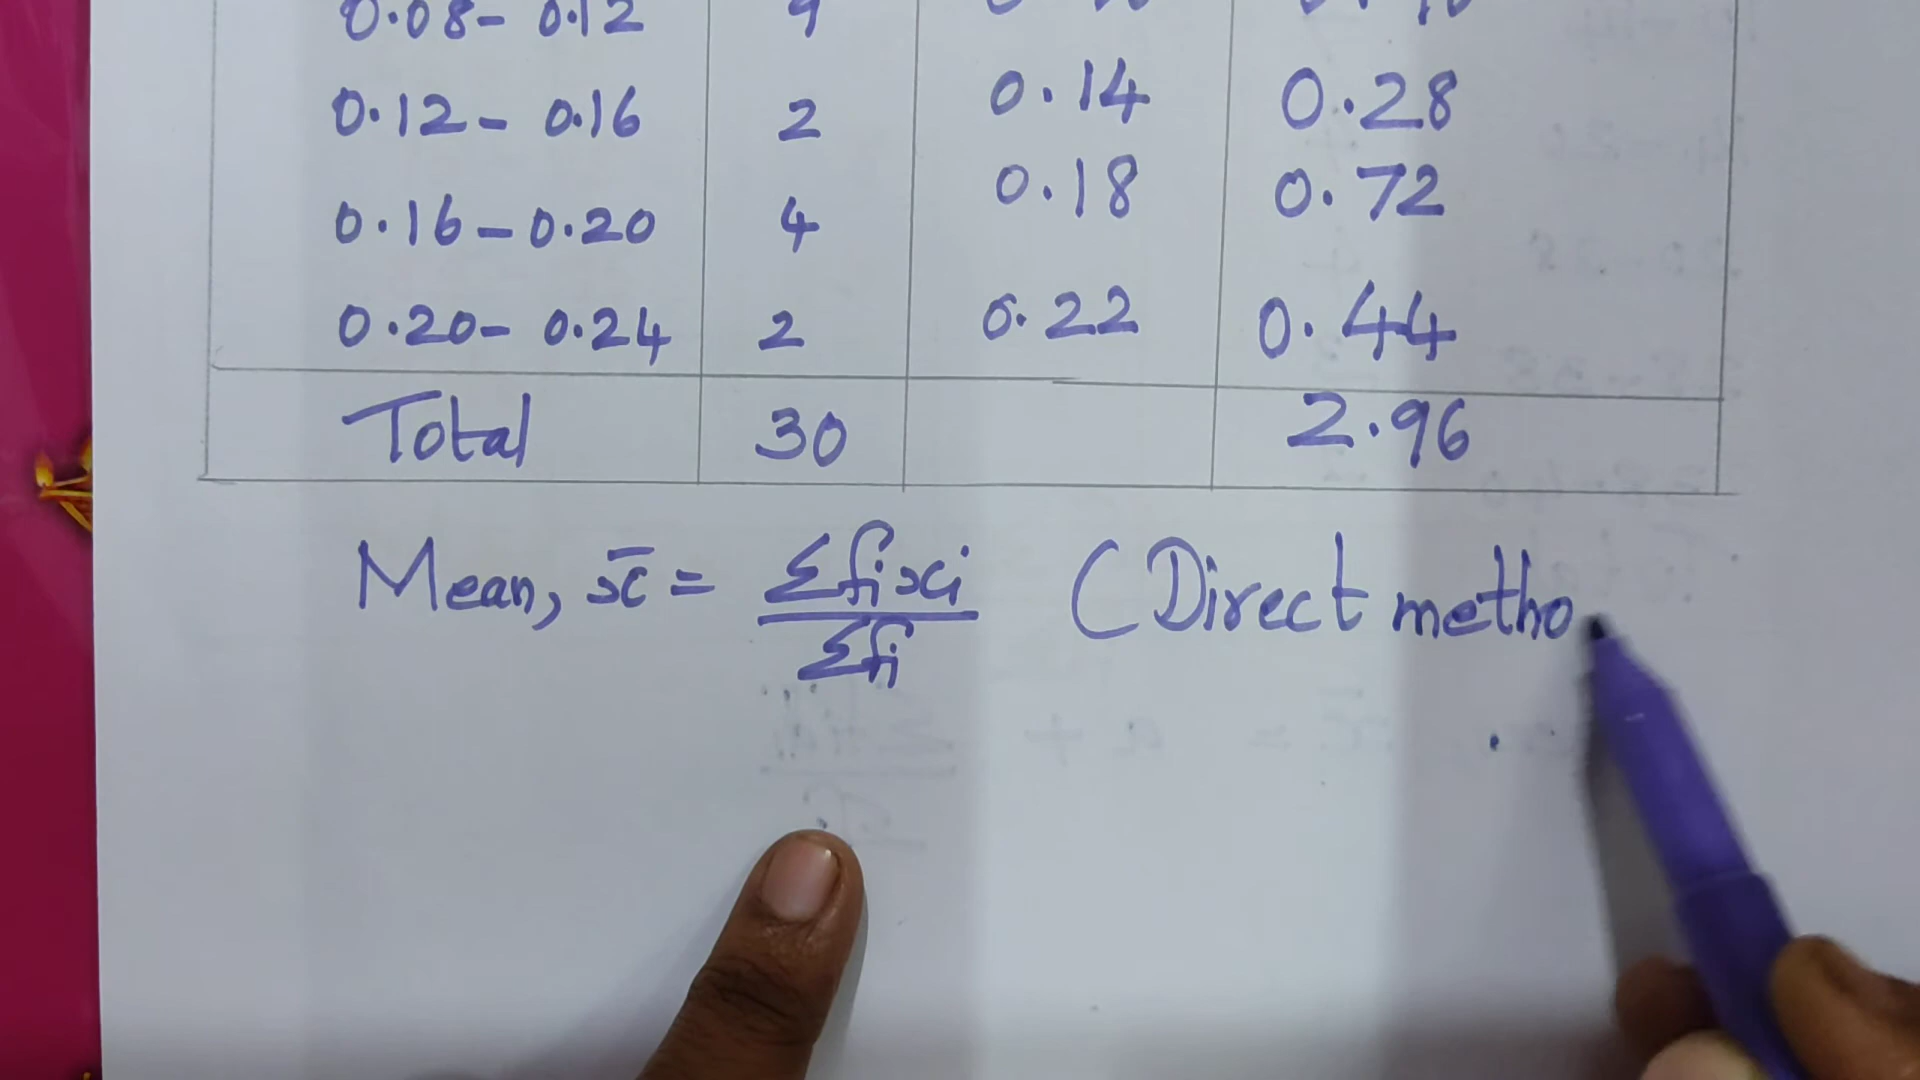 0.08- 0.12 9
0.12- 0.16 2 0.14 0.28
0.16-0.20 4 0.18 0.72
0.20- 0.24 2 0.22 0.44
Total 30 2.96
Mean, x̄ = Σfixi / Σfi (Direct metho